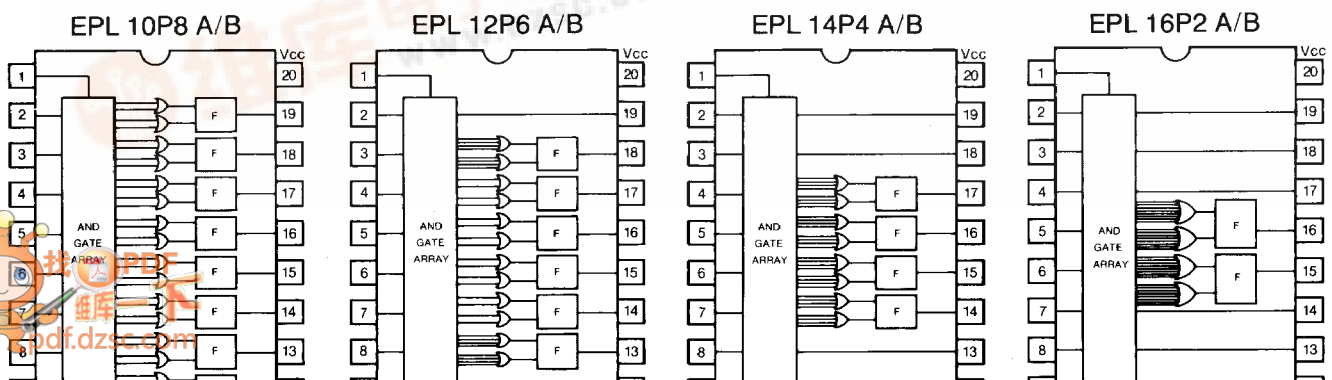 EPL 10P8 A/B
EPL 12P6 A/B
EPL 14P4 A/B
EPL 16P2 A/B
Vcc
1
20
2
F
19
3
F
18
4
F
17
AND
GATE
ARRAY
5
F
16
6
F
15
7
F
14
8
F
13
Vcc
1
20
2
19
3
F
18
4
F
17
AND
GATE
ARRAY
5
F
16
6
F
15
7
F
14
8
F
13
Vcc
1
20
2
19
3
18
4
F
17
AND
GATE
ARRAY
5
F
16
6
F
15
7
F
14
8
13
Vcc
1
20
2
19
3
18
4
17
AND
GATE
ARRAY
5
F
16
6
F
15
7
14
8
13
找PDF
维库一下
pdf.dzsc.com